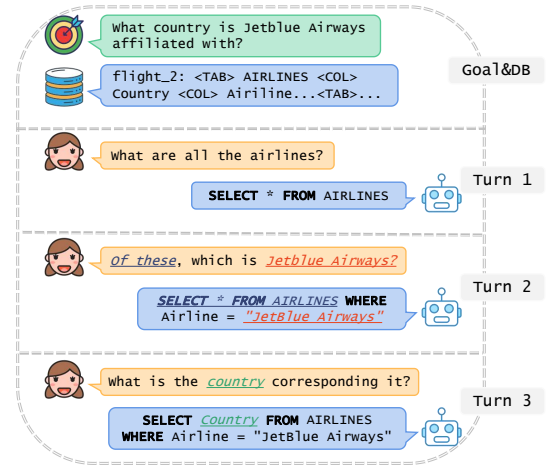 What country is Jetblue Airways
affiliated with?
Goal&DB
flight_2: <TAB> AIRLINES <COL>
Country <COL> Airiline...<TAB>...
What are all the airlines?
Turn 1
SELECT * FROM AIRLINES
Of these, which is Jetblue Airways?
Turn 2
SELECT * FROM AIRLINES WHERE
Airline = "JetBlue Airways"
What is the country corresponding it?
Turn 3
SELECT Country FROM AIRLINES
WHERE Airline = "JetBlue Airways"